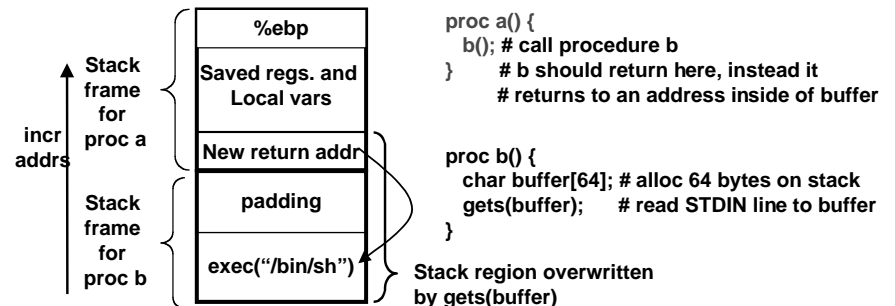 incr
addrs
Stack
frame
for
proc a
Stack
frame
for
proc b
%ebp
Saved regs. and
Local vars
New return addr
padding
exec(“/bin/sh”)
Stack region overwritten
by gets(buffer)
proc a() {
b(); # call procedure b
} # b should return here, instead it
# returns to an address inside of buffer
proc b() {
char buffer[64]; # alloc 64 bytes on stack
gets(buffer); # read STDIN line to buffer
}